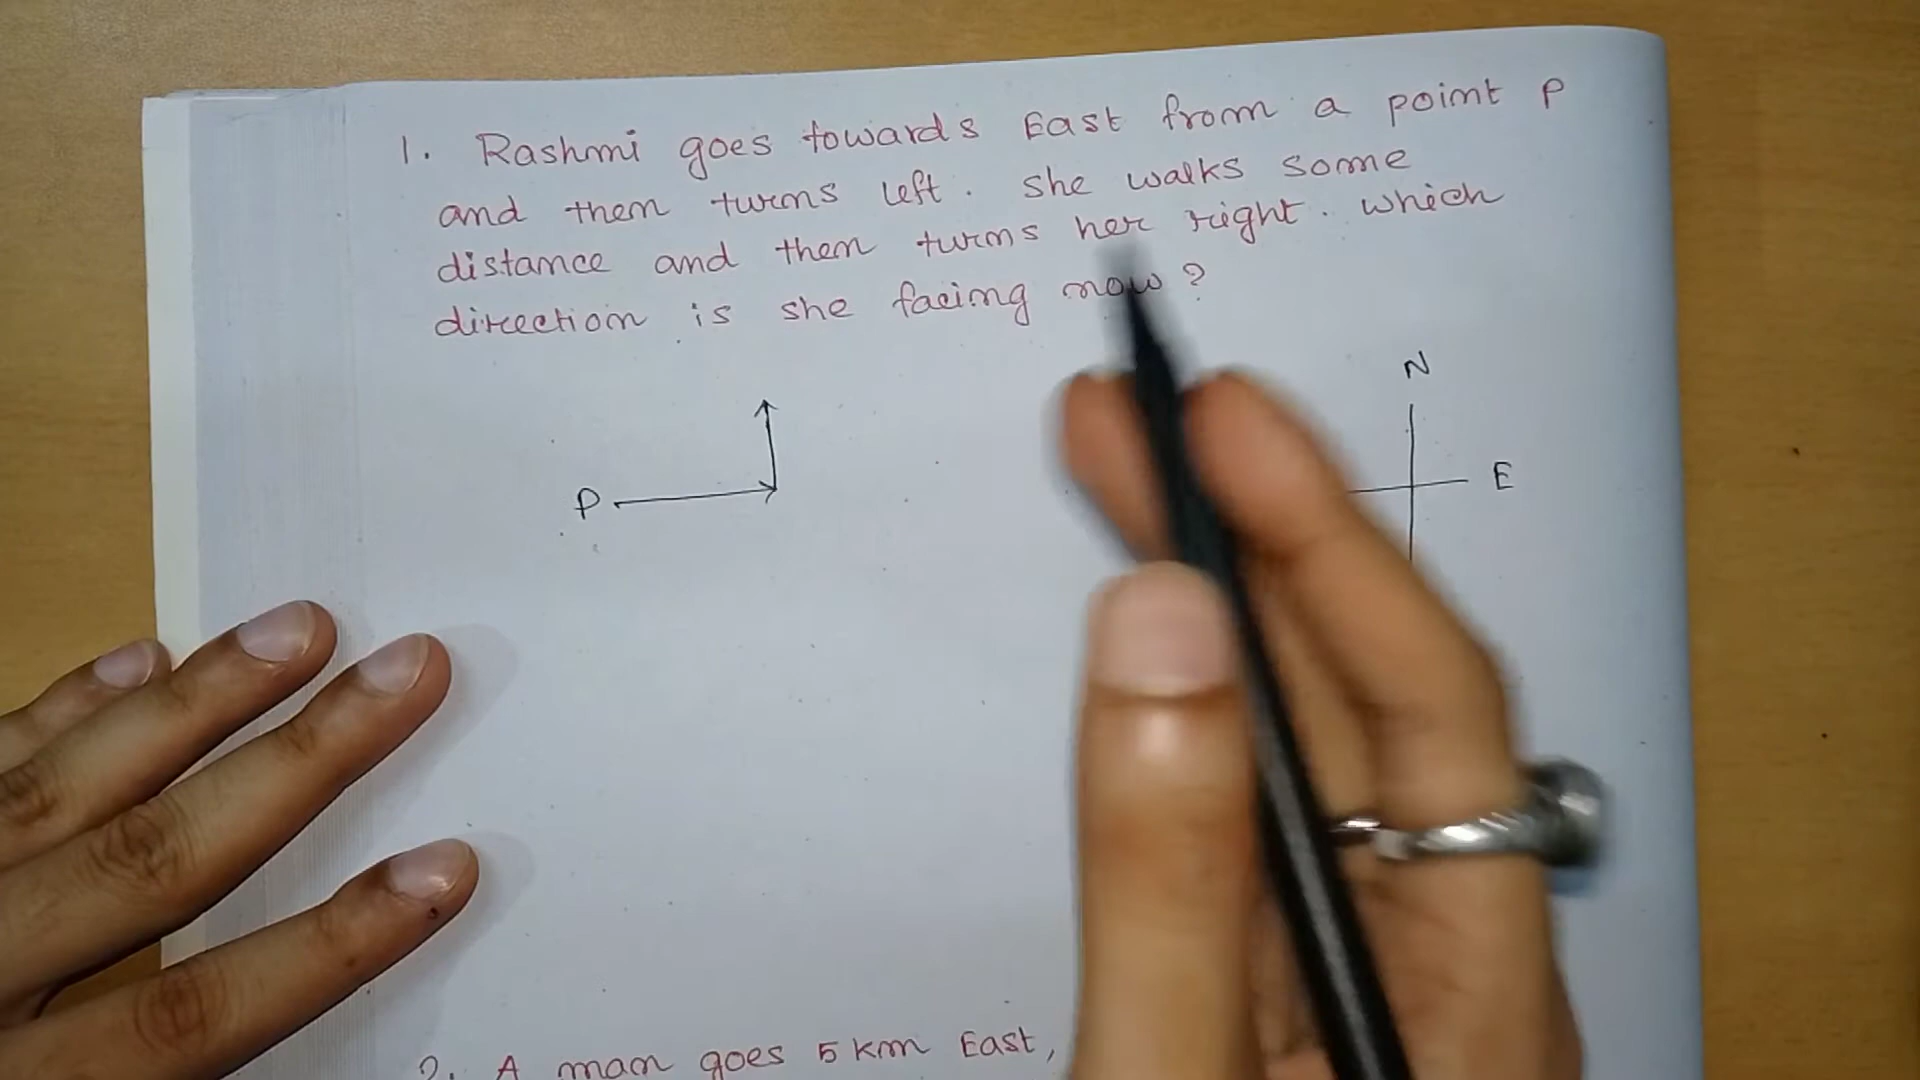 1. Rashmi goes towards East from a point P
and then turns left. She walks some
distance and then turns her right. which
direction is she facing now?
N
P
E
2. A man goes 5 km East,